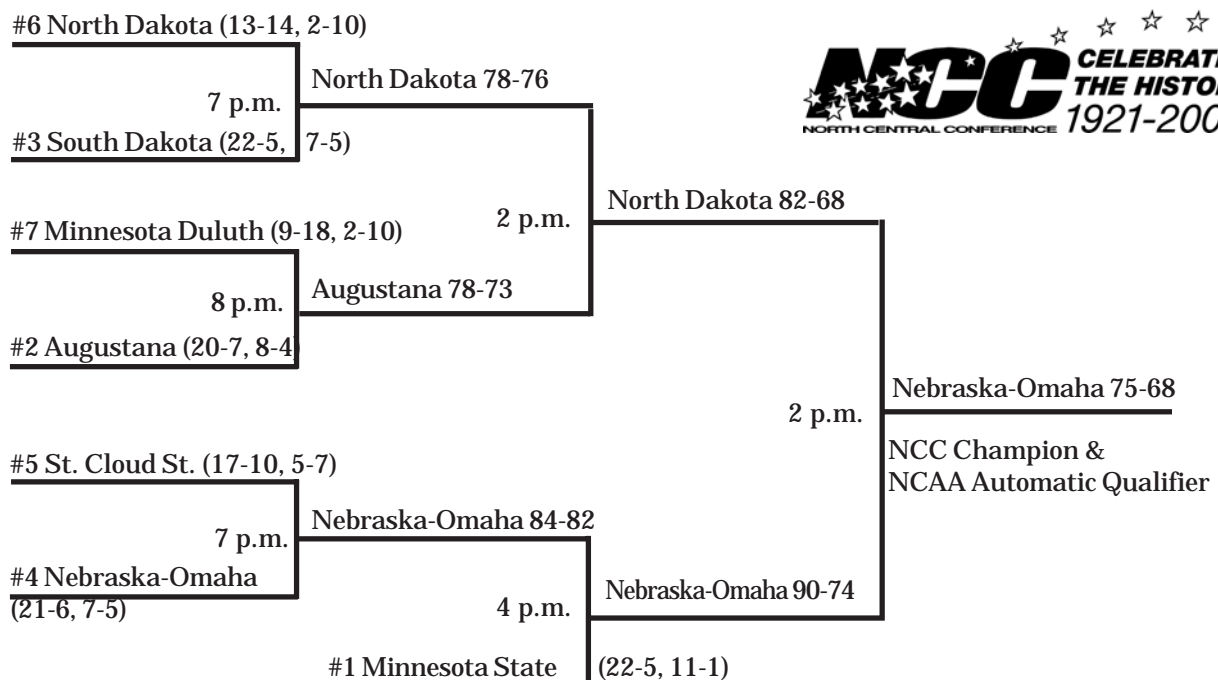 #6 North Dakota (13-14, 2-10)
7 p.m.
#3 South Dakota (22-5, 7-5)
North Dakota 78-76
#7 Minnesota Duluth (9-18, 2-10)
8 p.m.
#2 Augustana (20-7, 8-4)
Augustana 78-73
2 p.m.
North Dakota 82-68
#5 St. Cloud St. (17-10, 5-7)
7 p.m.
#4 Nebraska-Omaha
(21-6, 7-5)
Nebraska-Omaha 84-82
4 p.m.
#1 Minnesota State (22-5, 11-1)
Nebraska-Omaha 90-74
2 p.m.
Nebraska-Omaha 75-68
NCC Champion &
NCAA Automatic Qualifier
NCC
NORTH CENTRAL CONFERENCE
THE
1921-200